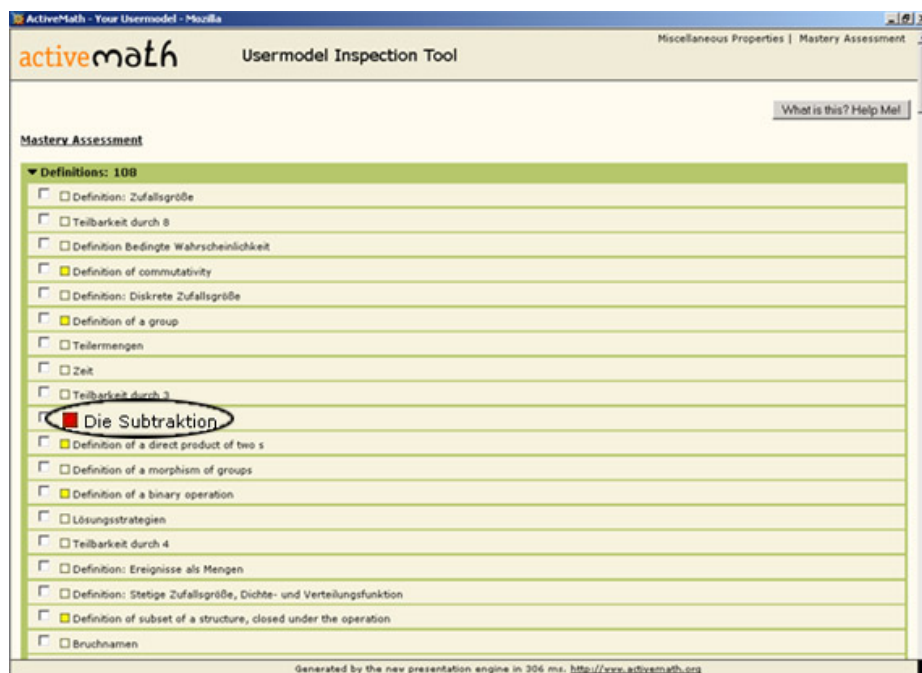 ActiveMath - Your Usermodel - Mozilla
Miscellaneous Properties | Mastery Assessment
activemath
Usermodel Inspection Tool
What is this? Help Me!
Mastery Assessment
Definitions: 108
Definition: Zufallsgröße
Teilbarkeit durch 8
Definition Bedingte Wahrscheinlichkeit
Definition of commutativity
Definition: Diskrete Zufallsgröße
Definition of a group
Teilermengen
Zeit
Teilbarkeit durch 3
Die Subtraktion
Definition of a direct product of two s
Definition of a morphism of groups
Definition of a binary operation
Lösungsstrategien
Teilbarkeit durch 4
Definition: Ereignisse als Mengen
Definition: Stetige Zufallsgröße, Dichte- und Verteilungsfunktion
Definition of subset of a structure, closed under the operation
Bruchnamen
Generated by the new presentation engine in 306 ms. http://www.activemath.org